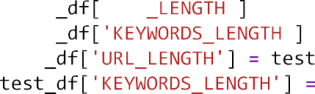 _df[ _LENGTH ]
_df['KEYWORDS_LENGTH ]
_df['URL_LENGTH'] = test
test_df['KEYWORDS_LENGTH'] =